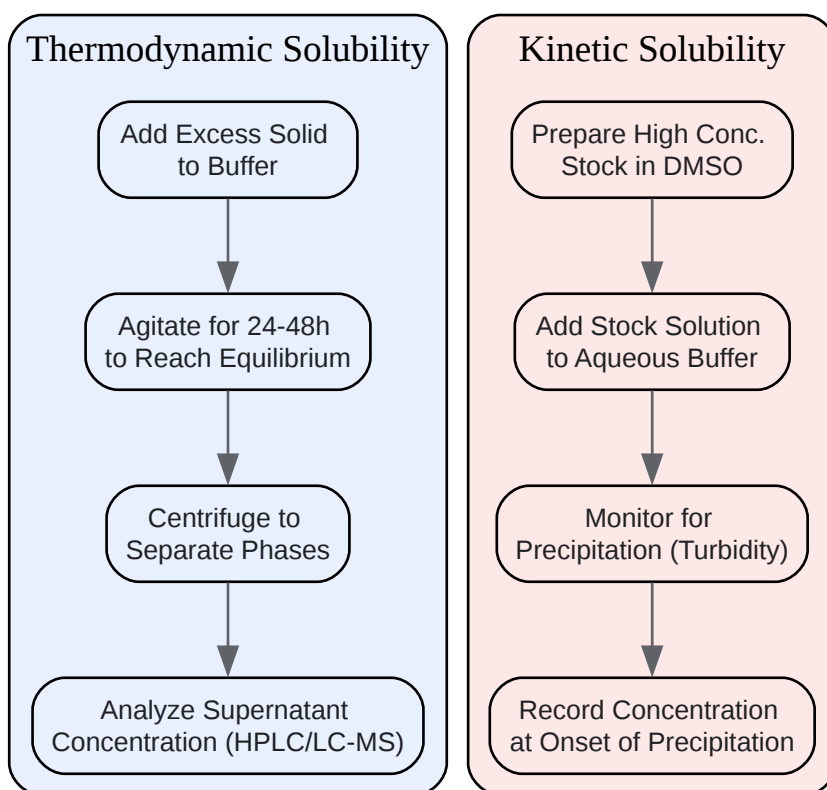 Thermodynamic Solubility
Add Excess Solid
to Buffer
Agitate for 24-48h
to Reach Equilibrium
Centrifuge to
Separate Phases
Analyze Supernatant
Concentration (HPLC/LC-MS)
Kinetic Solubility
Prepare High Conc.
Stock in DMSO
Add Stock Solution
to Aqueous Buffer
Monitor for
Precipitation (Turbidity)
Record Concentration
at Onset of Precipitation